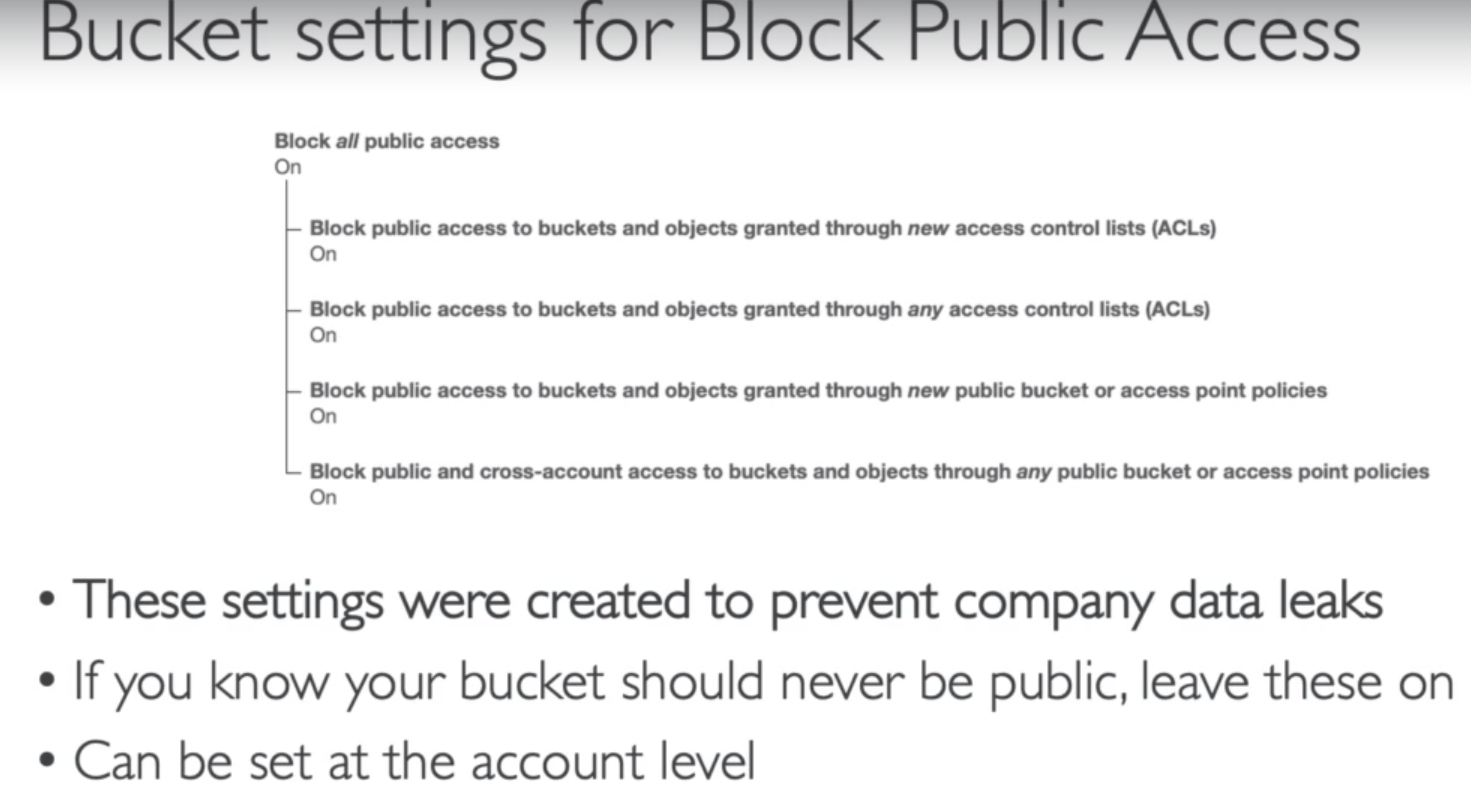 Bucket settings for Block Public Access
Block all public access
On
Block public access to buckets and objects granted through new access control lists (ACLs)
On
Block public access to buckets and objects granted through any access control lists (ACLs)
On
Block public access to buckets and objects granted through new public bucket or access point policies
On
Block public and cross-account access to buckets and objects through any public bucket or access point policies
On
• These settings were created to prevent company data leaks
• If you know your bucket should never be public, leave these on
• Can be set at the account level